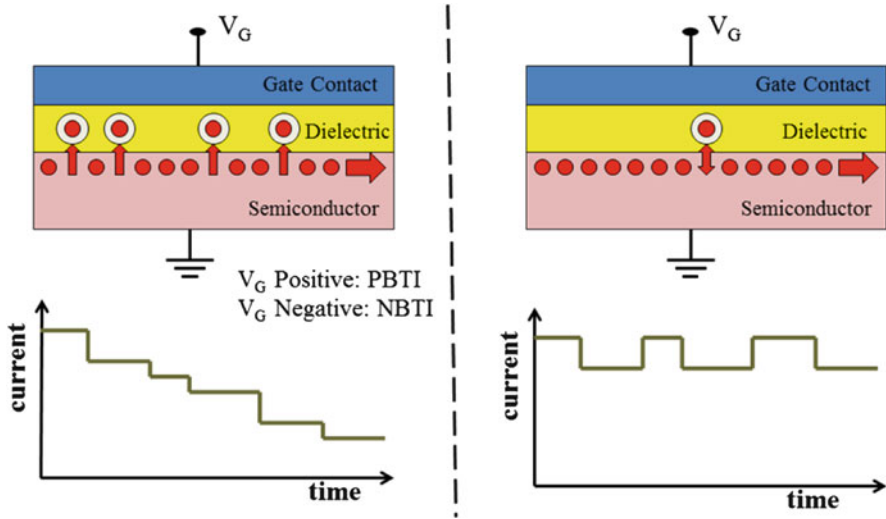 V_G
Gate Contact
Dielectric
Semiconductor
V_G Positive: PBTI
V_G Negative: NBTI
current
time
V_G
Gate Contact
Dielectric
Semiconductor
current
time